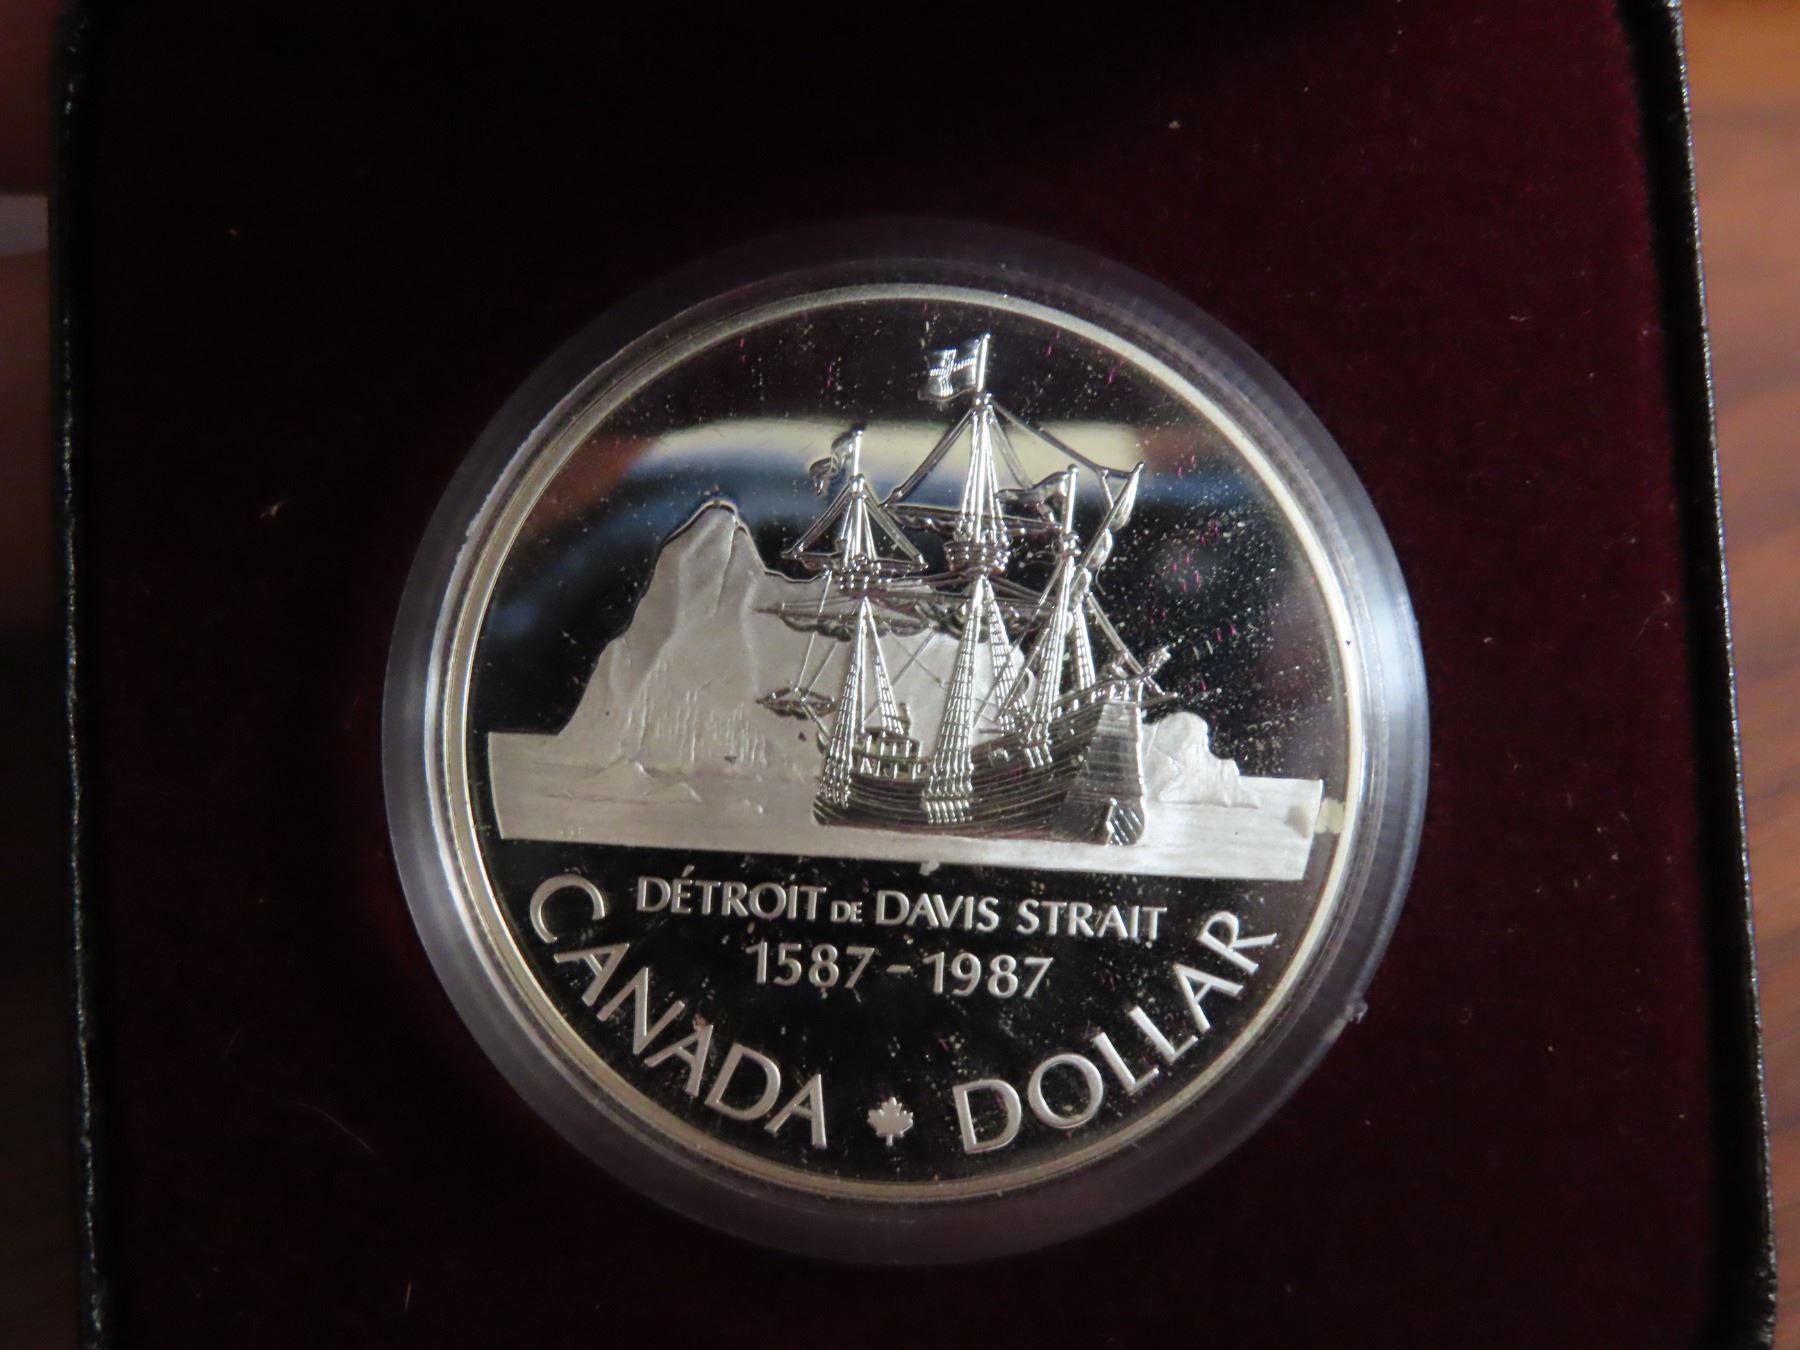 DÉTROIT DE DAVIS STRAIT
1587-1987
CANADA DOLLAR